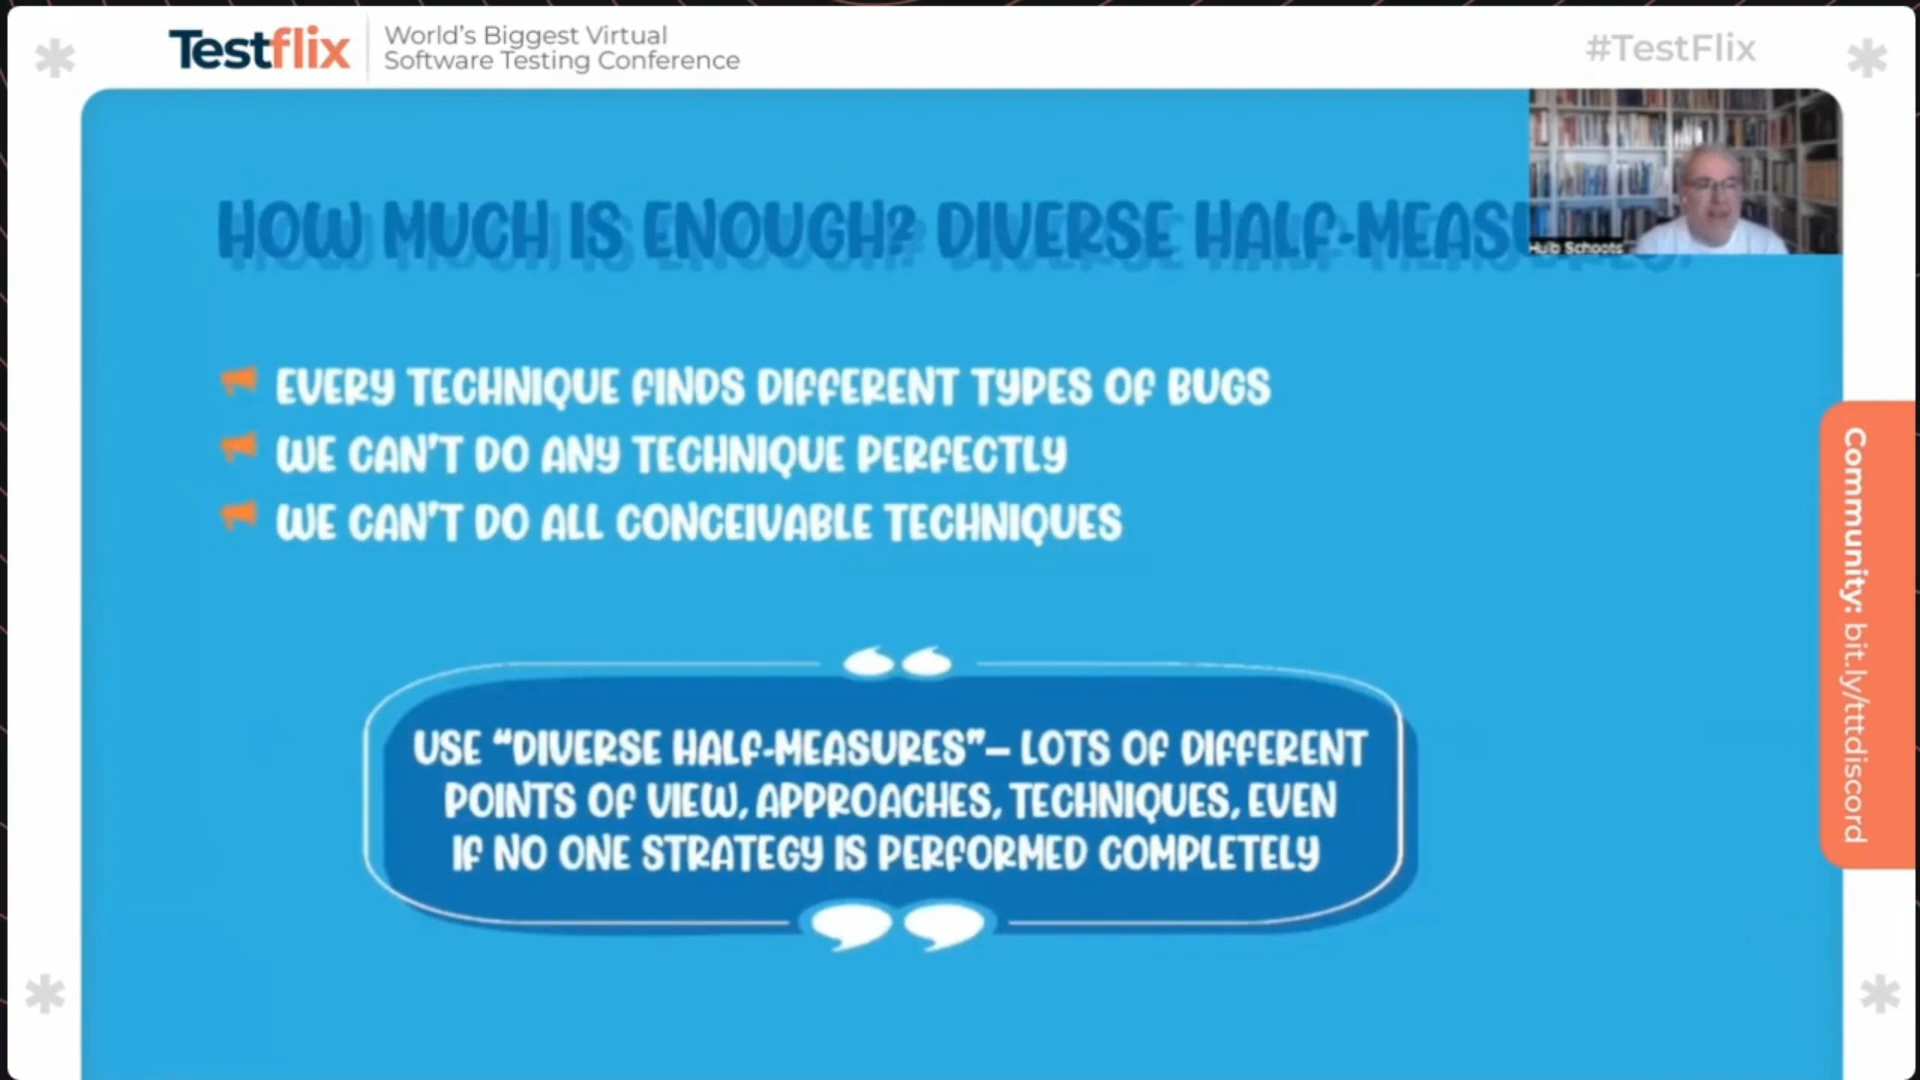 Testflix
World's Biggest Virtual
Software Testing Conference
#TestFlix
HOW MUCH IS ENOUGH? DIVERSE HALF-MEASU
Huib Schoots
EVERY TECHNIQUE FINDS DIFFERENT TYPES OF BUGS
WE CAN'T DO ANY TECHNIQUE PERFECTLY
WE CAN'T DO ALL CONCEIVABLE TECHNIQUES
USE "DIVERSE HALF-MEASURES"– LOTS OF DIFFERENT
POINTS OF VIEW, APPROACHES, TECHNIQUES, EVEN
IF NO ONE STRATEGY IS PERFORMED COMPLETELY
Community: bit.ly/tttdiscord